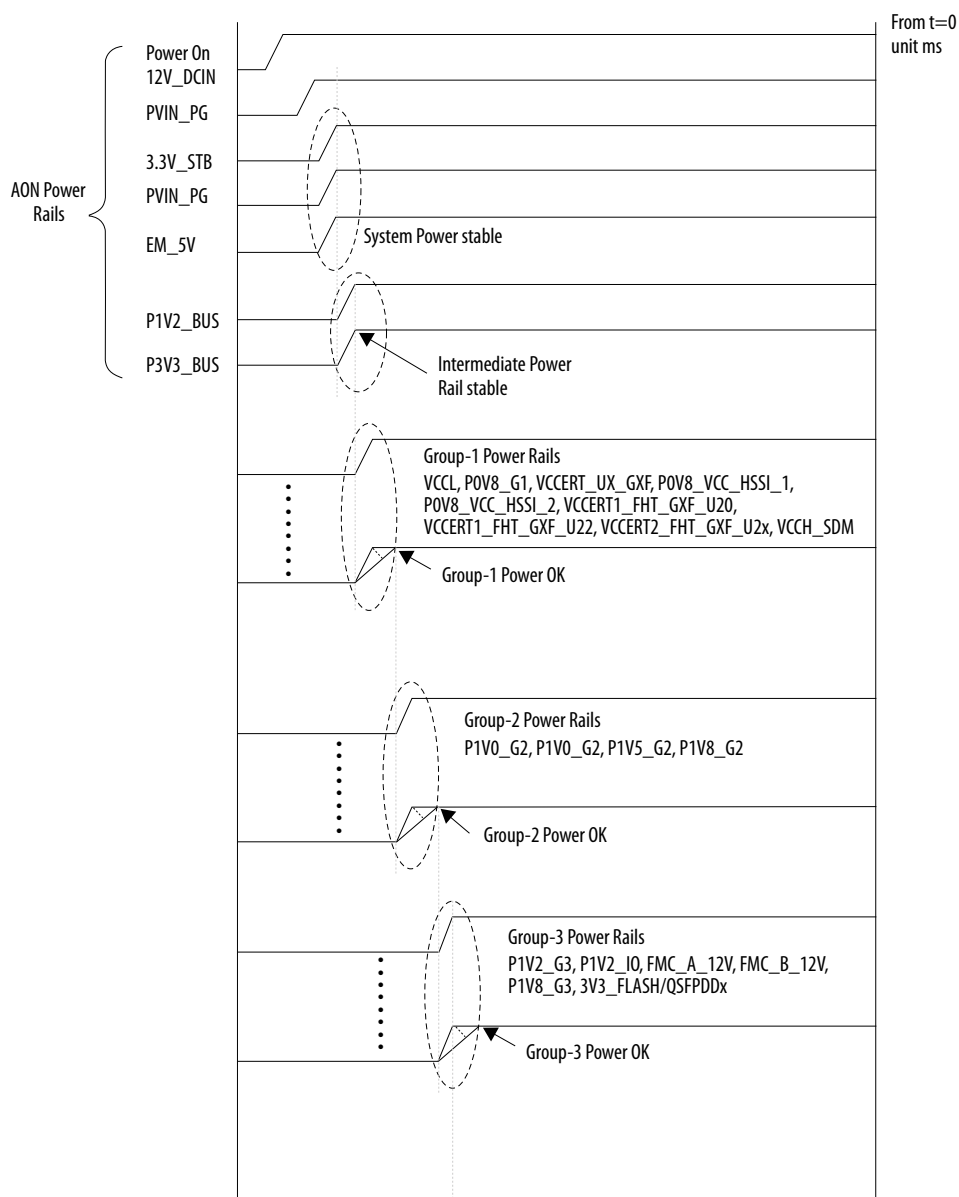 From t=0
unit ms
Power On
12V_DCIN
PVIN_PG
3.3V_STB
AON Power
Rails
PVIN_PG
EM_5V
System Power stable
P1V2_BUS
P3V3_BUS
Intermediate Power
Rail stable
Group-1 Power Rails
VCCL, P0V8_G1, VCCERT_UX_GXF, P0V8_VCC_HSSI_1,
P0V8_VCC_HSSI_2, VCCERT1_FHT_GXF_U20,
VCCERT1_FHT_GXF_U22, VCCERT2_FHT_GXF_U2x, VCCH_SDM
Group-1 Power OK
Group-2 Power Rails
P1V0_G2, P1V0_G2, P1V5_G2, P1V8_G2
Group-2 Power OK
Group-3 Power Rails
P1V2_G3, P1V2_IO, FMC_A_12V, FMC_B_12V,
P1V8_G3, 3V3_FLASH/QSFPDDx
Group-3 Power OK